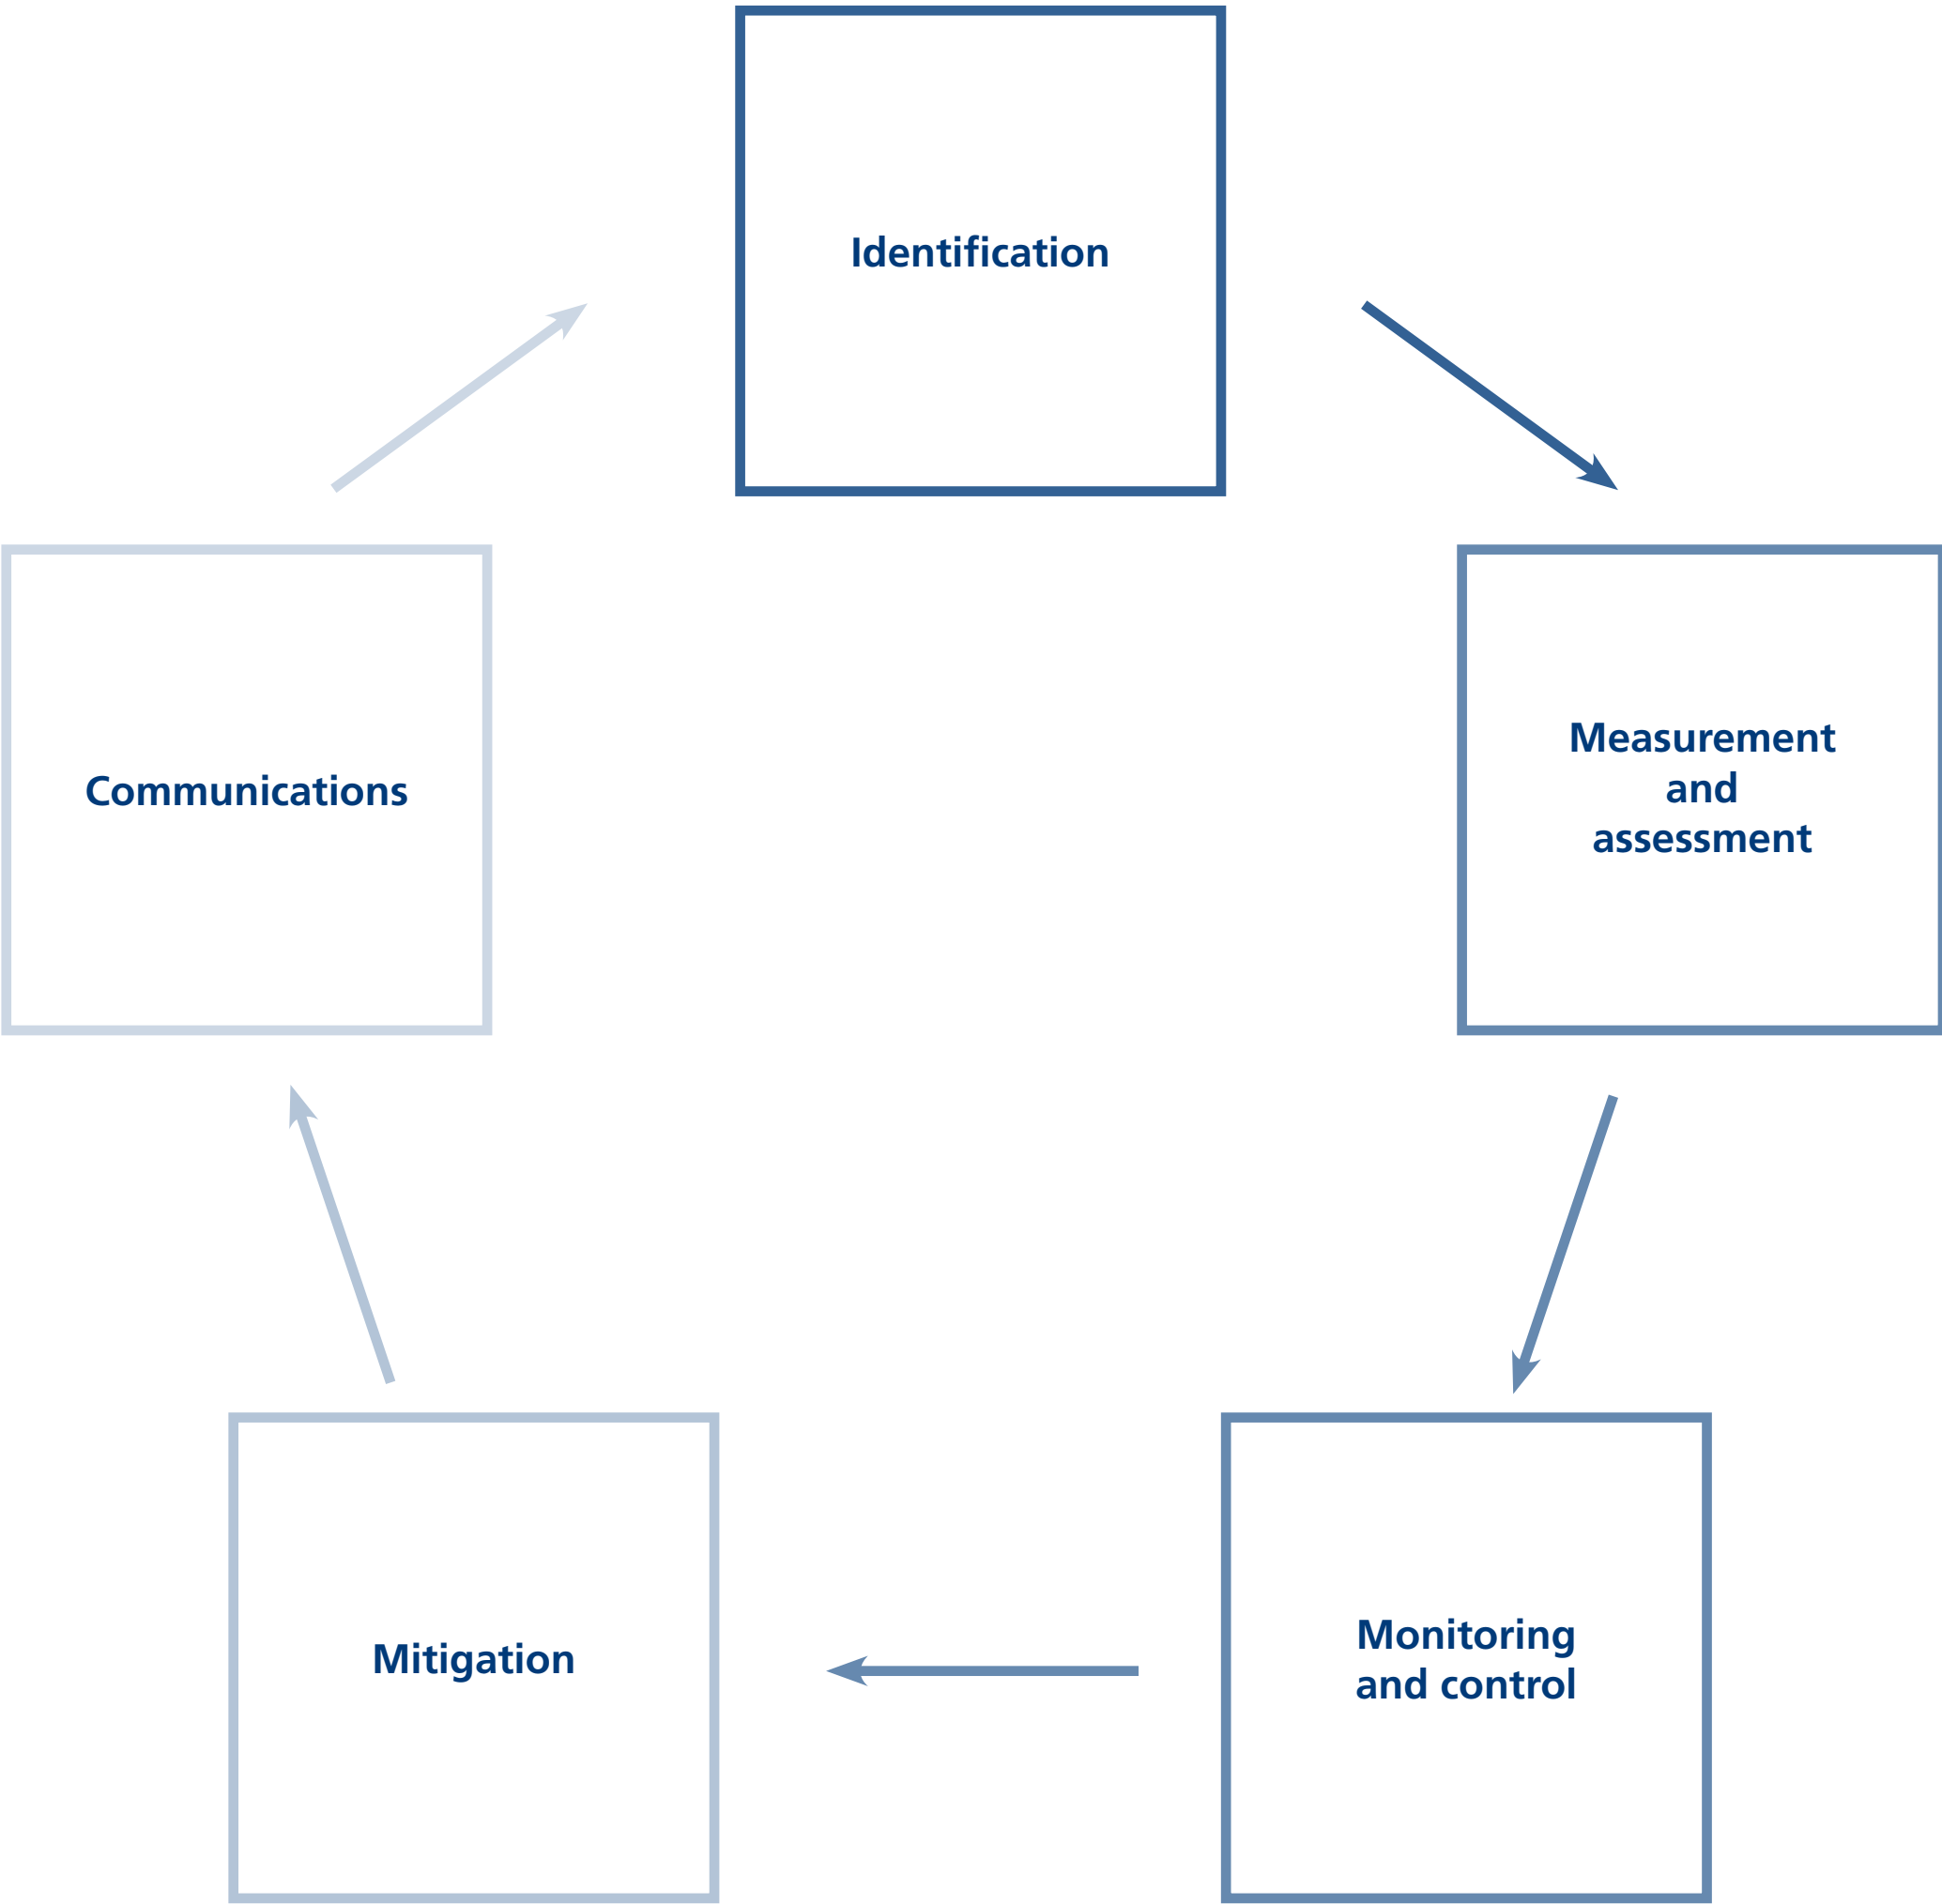 Identification
Measurement
and
assessment
Communications
Monitoring
and control
Mitigation